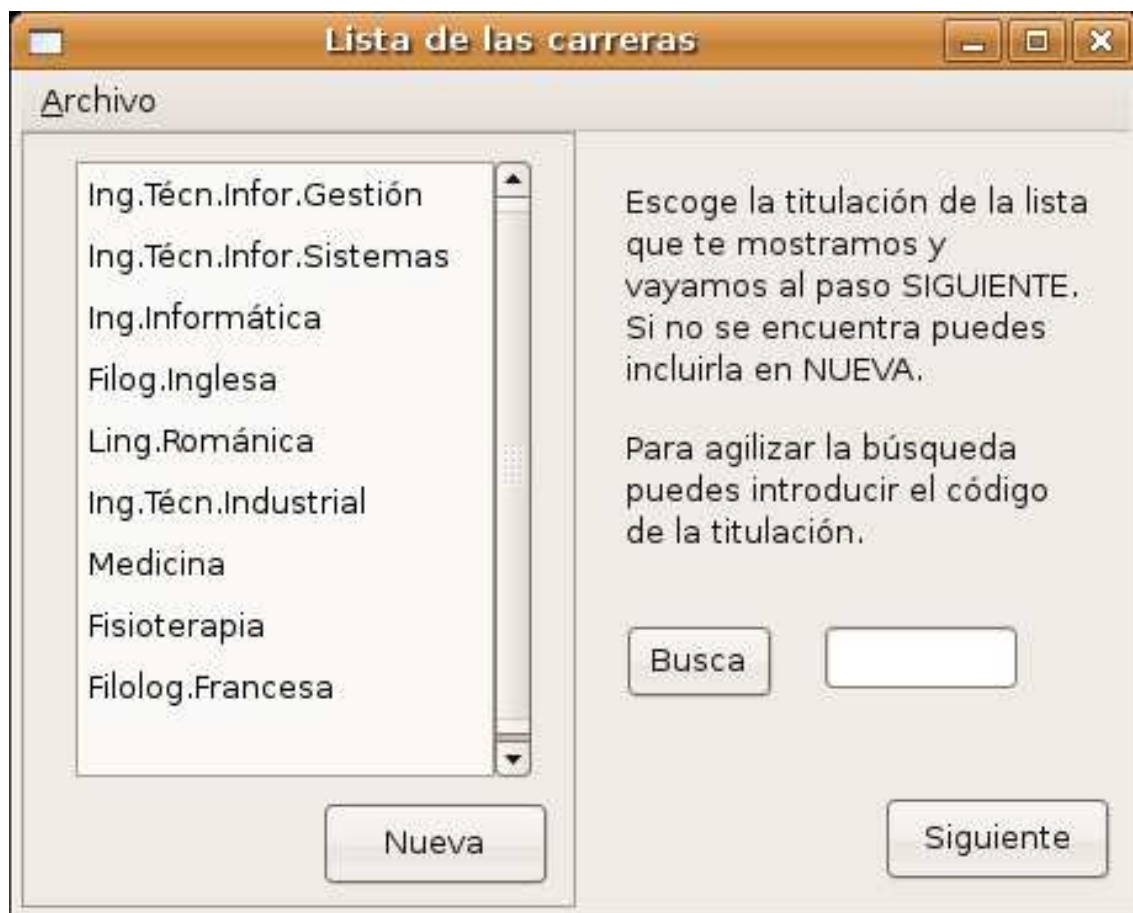 Lista de las carreras
Archivo
Ing.Técn.Infor.Gestión
Ing.Técn.Infor.Sistemas
Ing.Informática
Filog.Inglesa
Ling.Románica
Ing.Técn.Industrial
Medicina
Fisioterapia
Filolog.Francesa
Nueva
Escoge la titulación de la lista
que te mostramos y
vayamos al paso SIGUIENTE.
Si no se encuentra puedes
incluirla en NUEVA.
Para agilizar la búsqueda
puedes introducir el código
de la titulación.
Busca
Siguiente